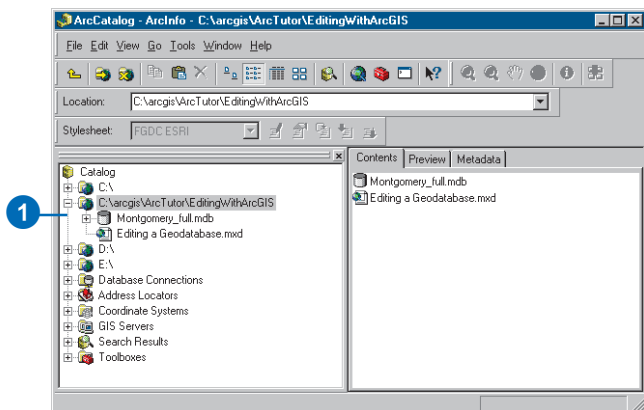 ArcCatalog - ArcInfo - C:\arcgis\ArcTutor\EditingWithArcGIS
File Edit View Go Tools Window Help
Location: C:\arcgis\ArcTutor\EditingWithArcGIS
Stylesheet: FGDC ESRI
Contents Preview Metadata
Catalog
C:\
C:\arcgis\ArcTutor\EditingWithArcGIS
Montgomery_full.mdb
Editing a Geodatabase.mxd
D:\
E:\
Database Connections
Address Locators
Coordinate Systems
GIS Servers
Search Results
Toolboxes
Montgomery_full.mdb
Editing a Geodatabase.mxd
1